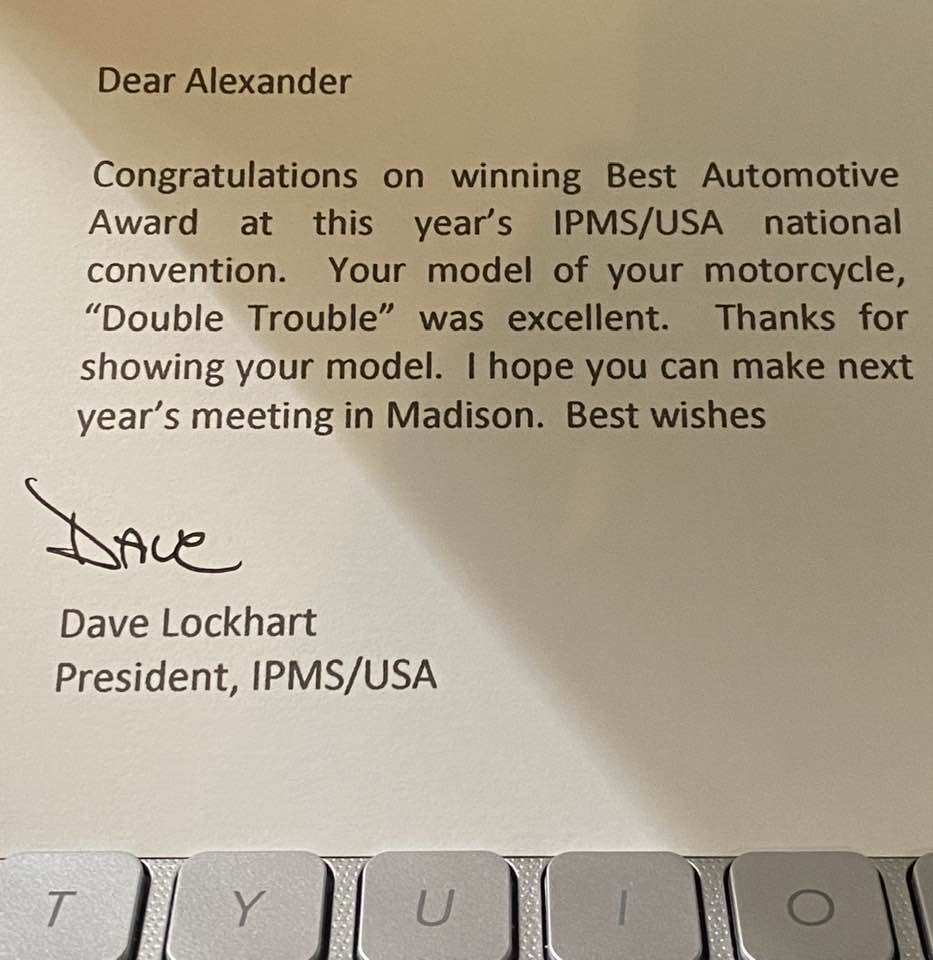 Dear Alexander
Congratulations on winning Best Automotive
Award at this year’s IPMS/USA national
convention. Your model of your motorcycle,
“Double Trouble” was excellent. Thanks for
showing your model. I hope you can make next
year’s meeting in Madison. Best wishes
Dave
Dave Lockhart
President, IPMS/USA
T Y U I O